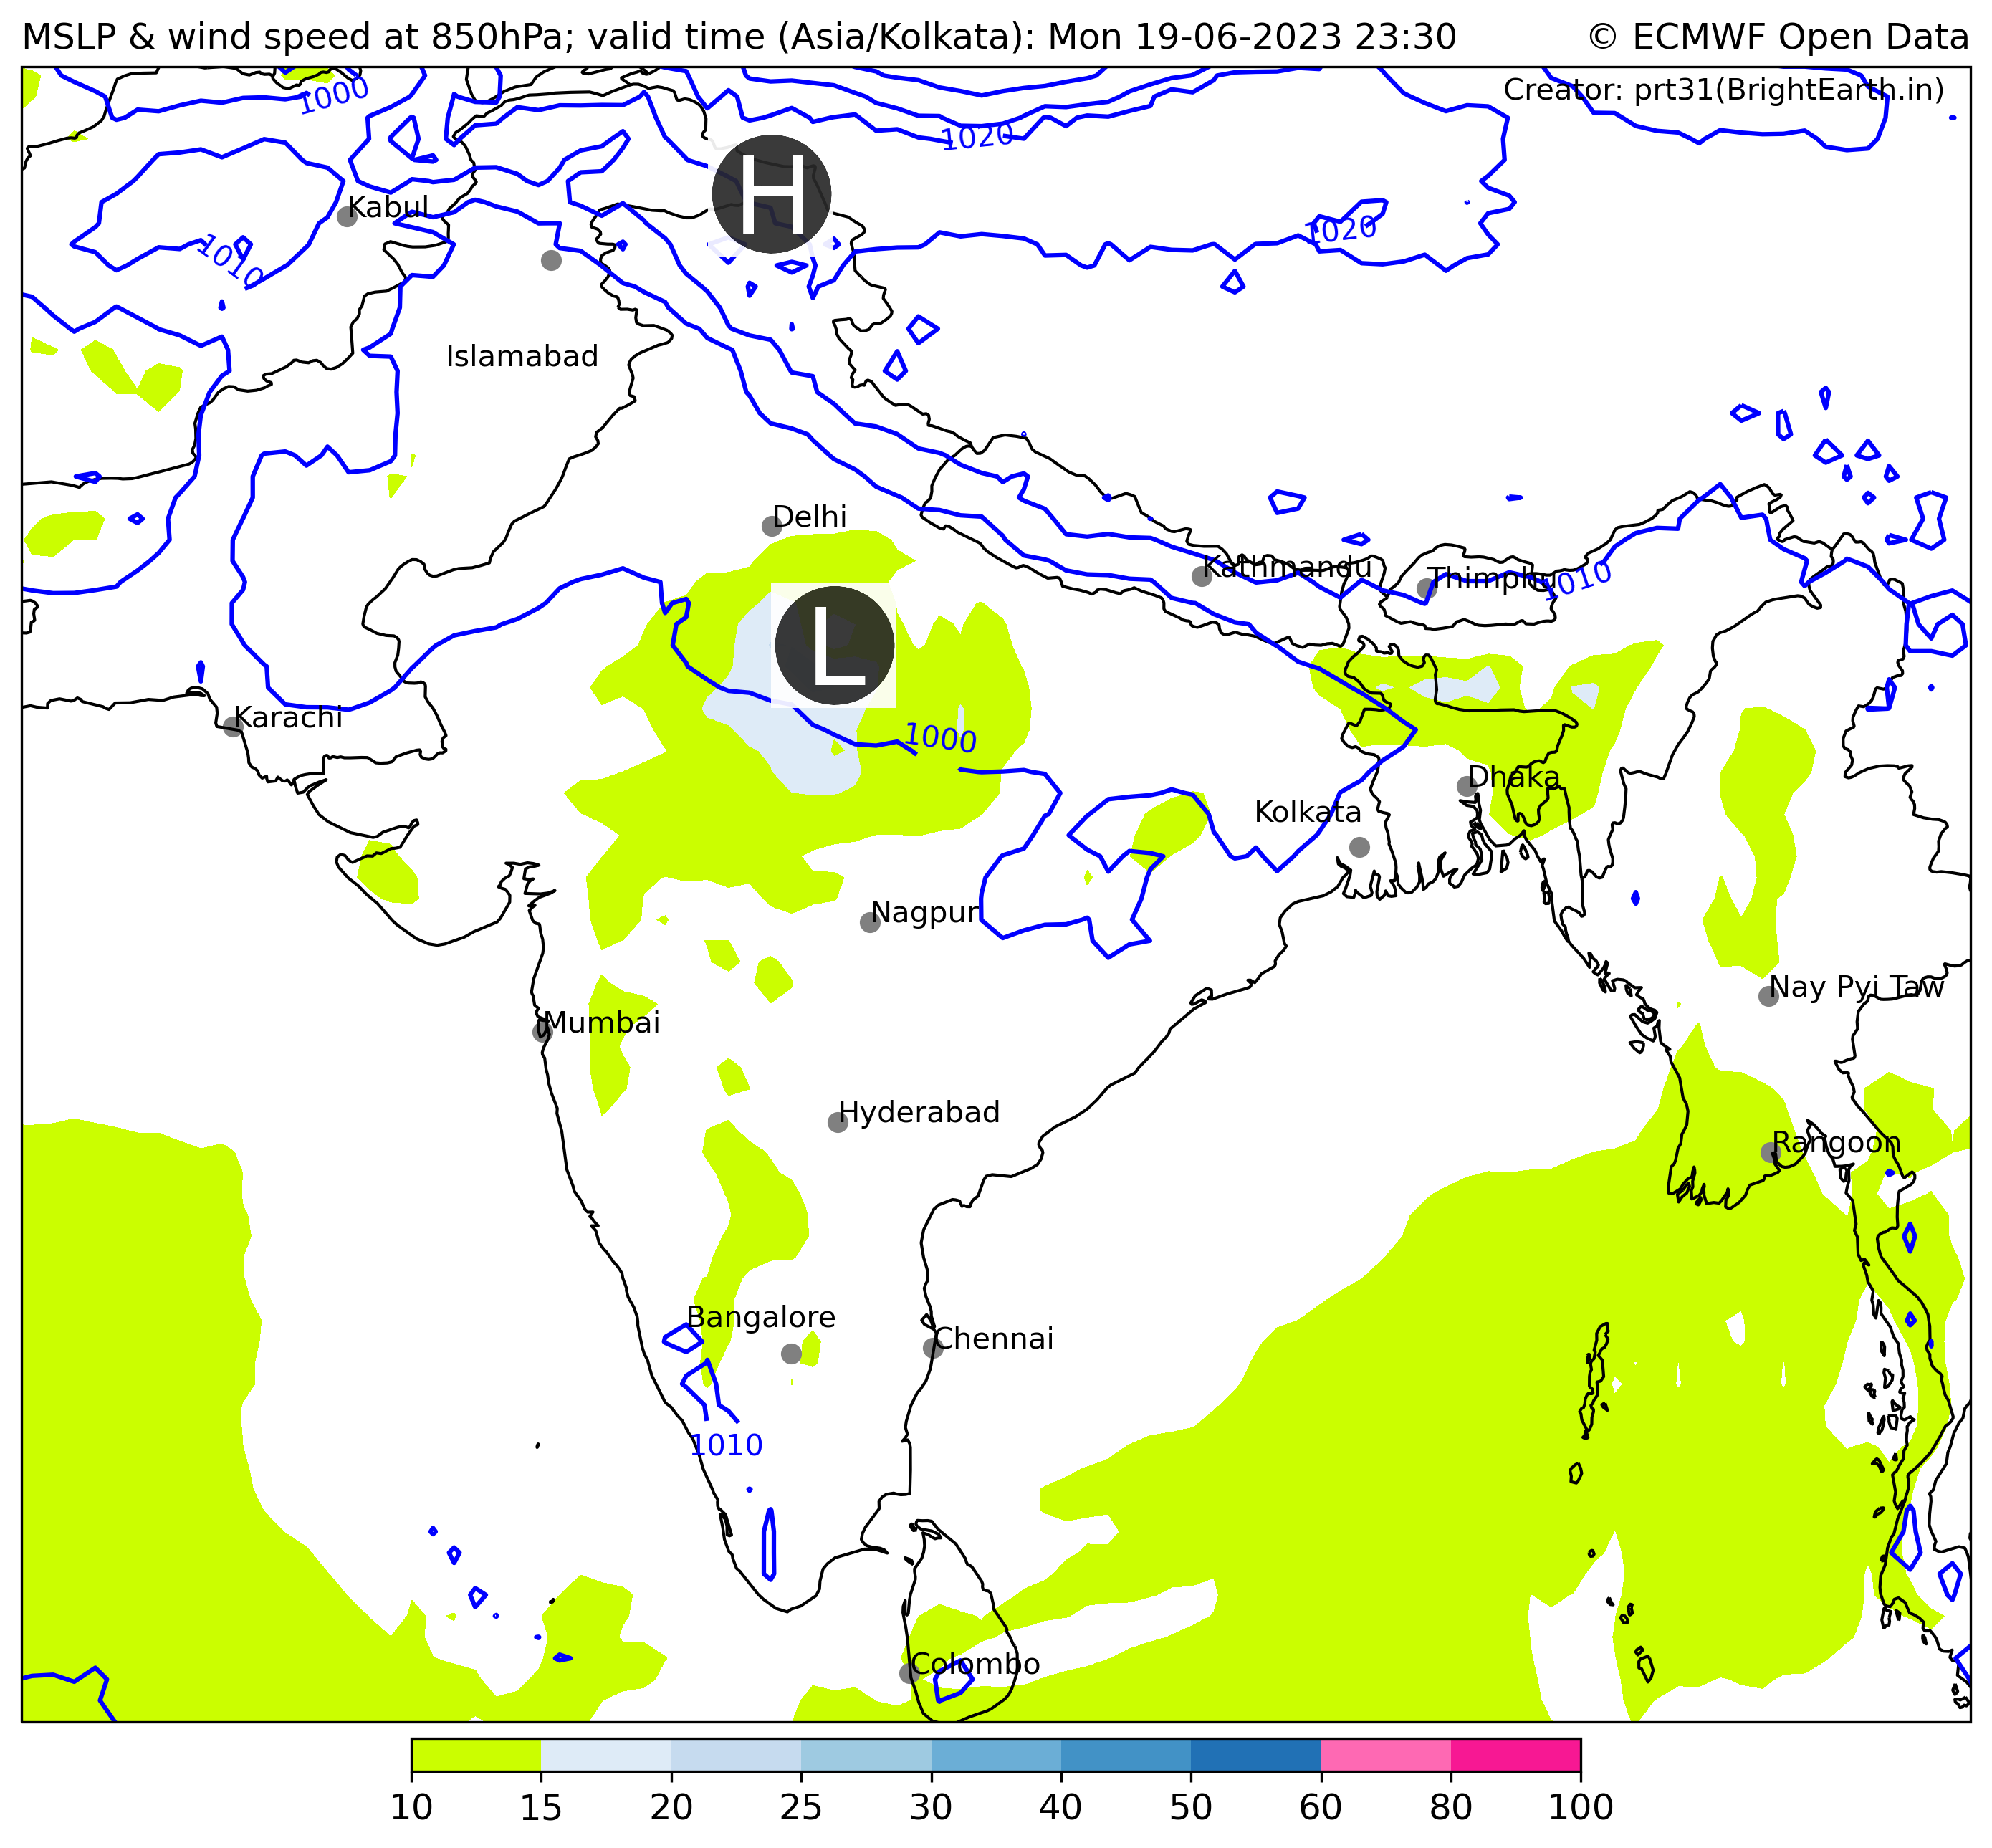 MSLP & wind speed at 850hPa; valid time (Asia/Kolkata): Mon 19-06-2023 23:30
© ECMWF Open Data
Creator: prt31(BrightEarth.in)
1000
1020
H
Kabul
1020
1010
Islamabad
Delhi
Kathmandu
Thimphu
1010
L
Karachi
1000
Dhaka
Kolkata
Nagpur
Nay Pyi Taw
Mumbai
Hyderabad
Rangoon
Bangalore
Chennai
1010
Colombo
10 15 20 25 30 40 50 60 80 100